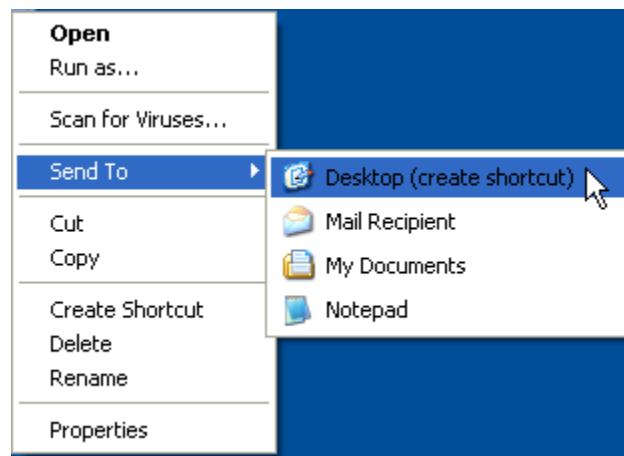 Open
Run as...
Scan for Viruses...
Send To
Desktop (create shortcut)
Mail Recipient
My Documents
Notepad
Cut
Copy
Create Shortcut
Delete
Rename
Properties